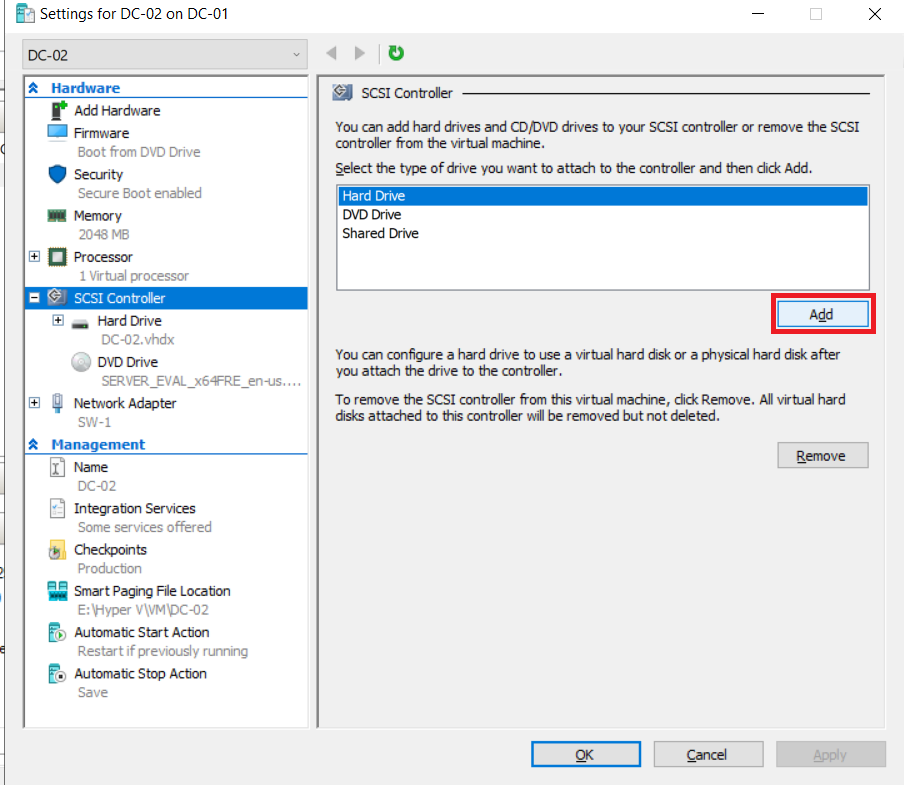 Settings for DC-02 on DC-01
DC-02
Hardware
Add Hardware
Firmware
Boot from DVD Drive
Security
Secure Boot enabled
Memory
2048 MB
Processor
1 Virtual processor
SCSI Controller
Hard Drive
DC-02.vhdx
DVD Drive
SERVER_EVAL_x64FRE_en-us....
Network Adapter
SW-1
Management
Name
DC-02
Integration Services
Some services offered
Checkpoints
Production
Smart Paging File Location
E:\Hyper V\VM\DC-02
Automatic Start Action
Restart if previously running
Automatic Stop Action
Save
SCSI Controller
You can add hard drives and CD/DVD drives to your SCSI controller or remove the SCSI
controller from the virtual machine.
Select the type of drive you want to attach to the controller and then click Add.
Hard Drive
DVD Drive
Shared Drive
Add
You can configure a hard drive to use a virtual hard disk or a physical hard disk after
you attach the drive to the controller.
To remove the SCSI controller from this virtual machine, click Remove. All virtual hard
disks attached to this controller will be removed but not deleted.
Remove
OK
Cancel
Apply